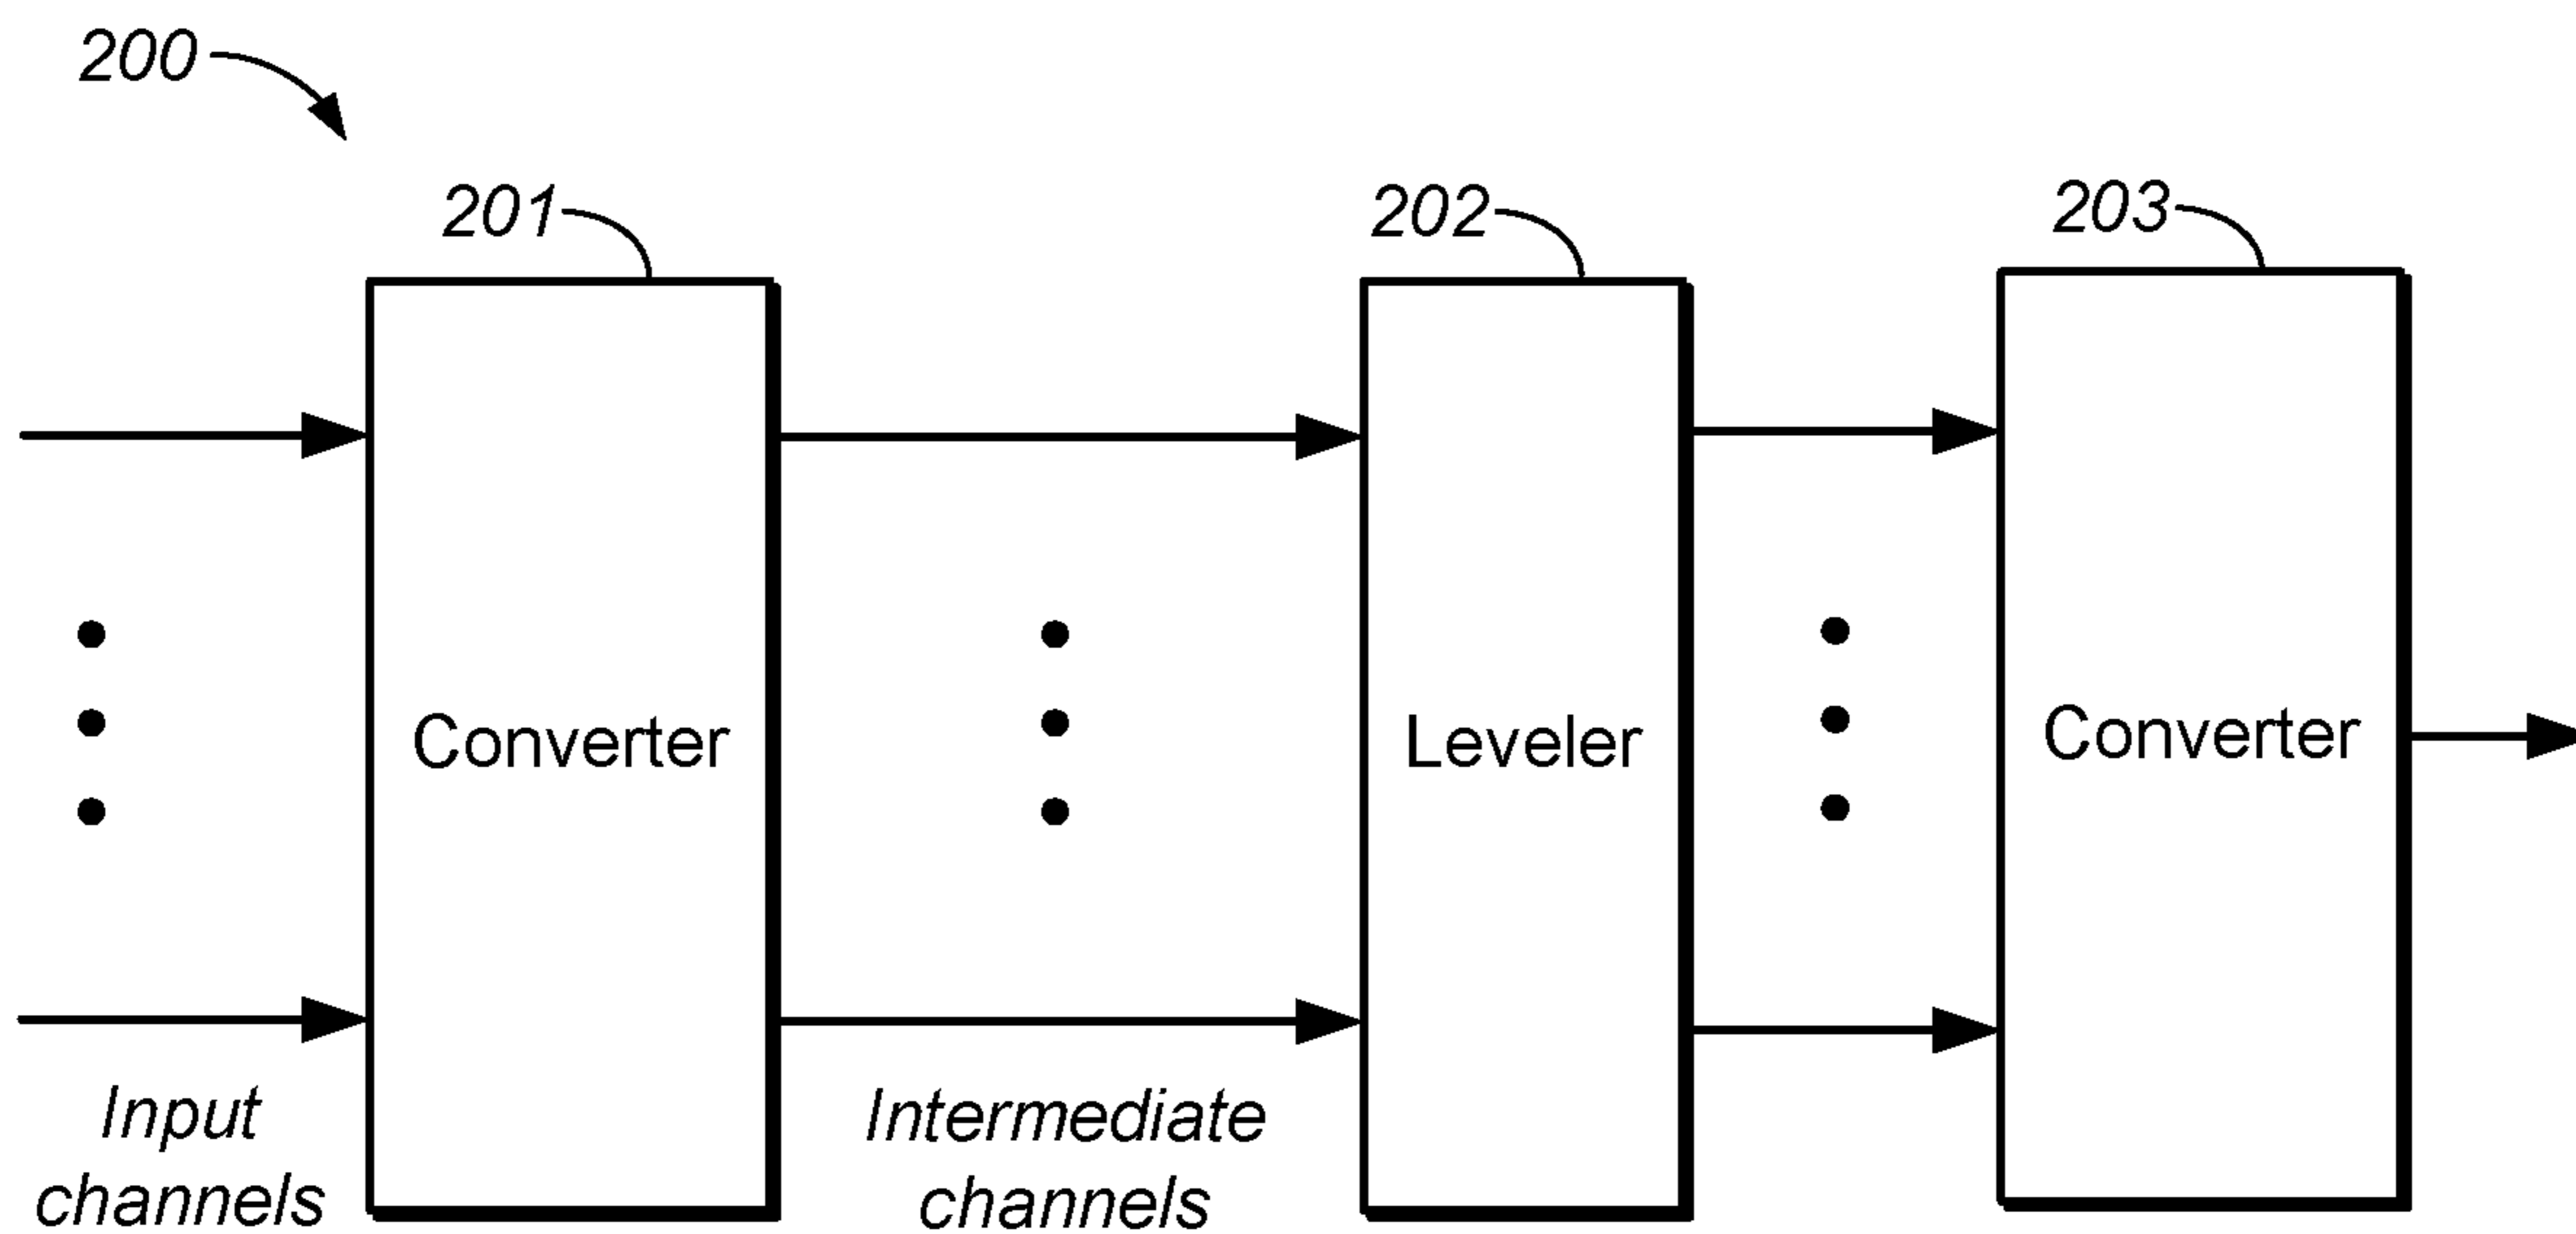 200
201
202
203
Converter
Leveler
Converter
Input
channels
Intermediate
channels